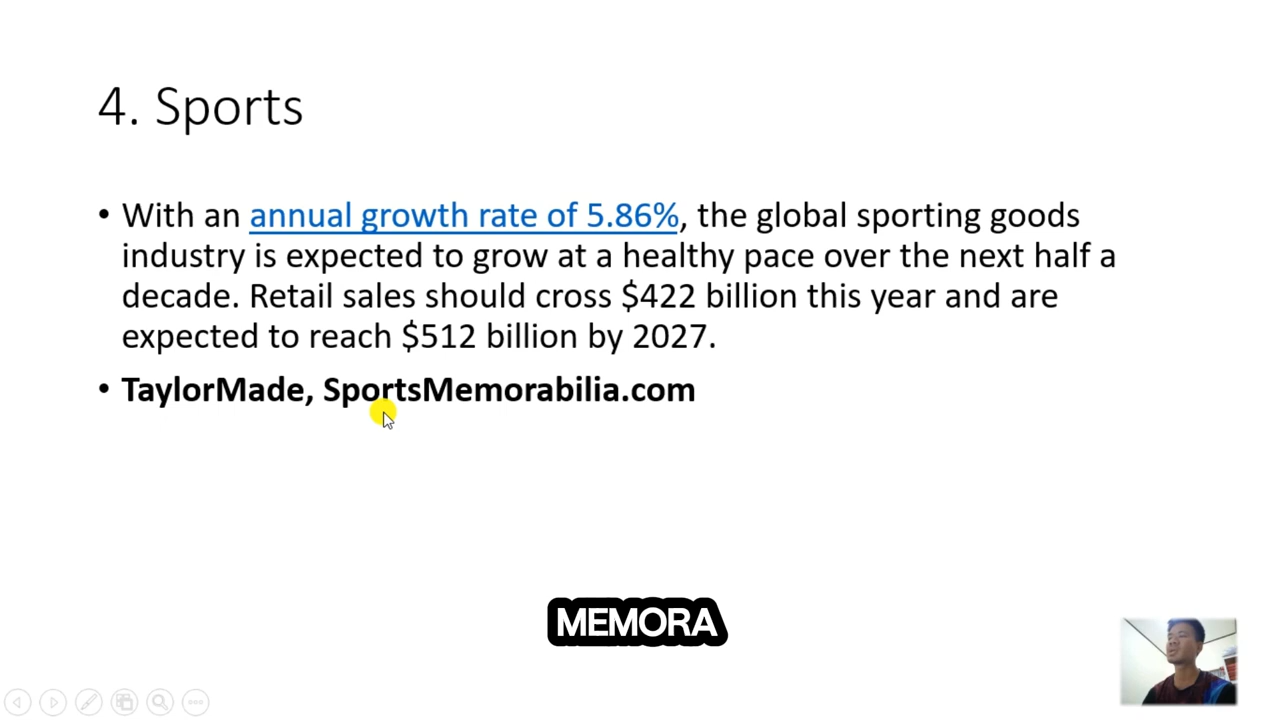 4. Sports
• With an annual growth rate of 5.86%, the global sporting goods
industry is expected to grow at a healthy pace over the next half a
decade. Retail sales should cross $422 billion this year and are
expected to reach $512 billion by 2027.
• TaylorMade, SportsMemorabilia.com
MEMORA